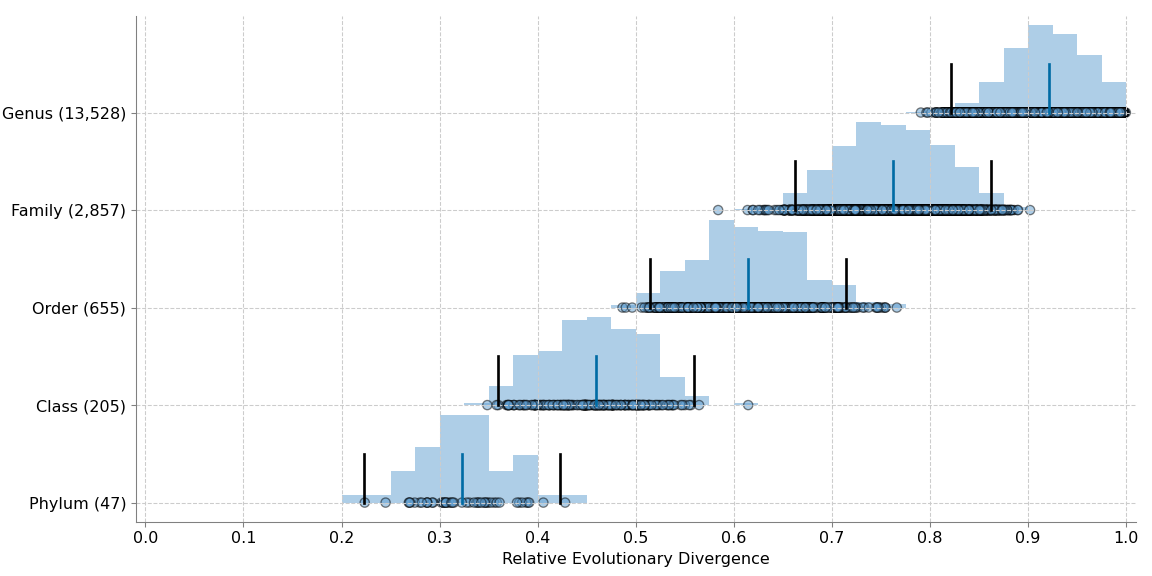 Genus (13,528)
Family (2,857)
Order (655)
Class (205)
Phylum (47)
0.0 0.1 0.2 0.3 0.4 0.5 0.6 0.7 0.8 0.9 1.0
Relative Evolutionary Divergence